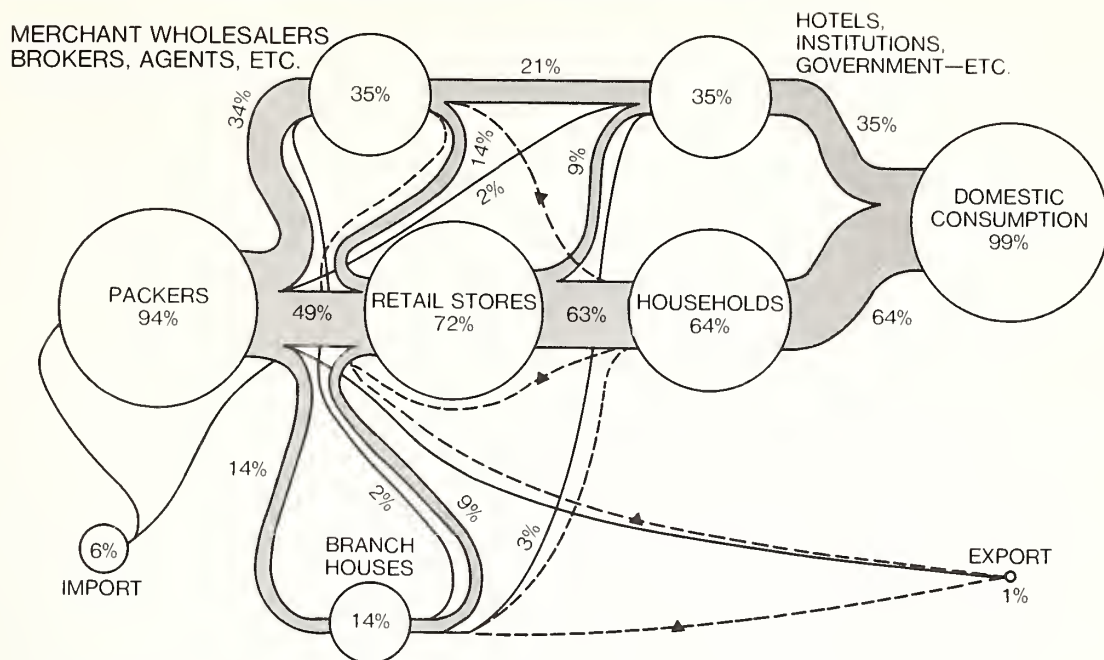 MERCHANT WHOLESALERS
BROKERS, AGENTS, ETC.
HOTELS,
INSTITUTIONS,
GOVERNMENT—ETC.
34%
35%
21%
35%
35%
14%
2%
9%
DOMESTIC
CONSUMPTION
99%
PACKERS
94%
49%
RETAIL STORES
72%
63%
HOUSEHOLDS
64%
64%
14%
2%
9%
3%
6%
IMPORT
BRANCH
HOUSES
14%
EXPORT
1%